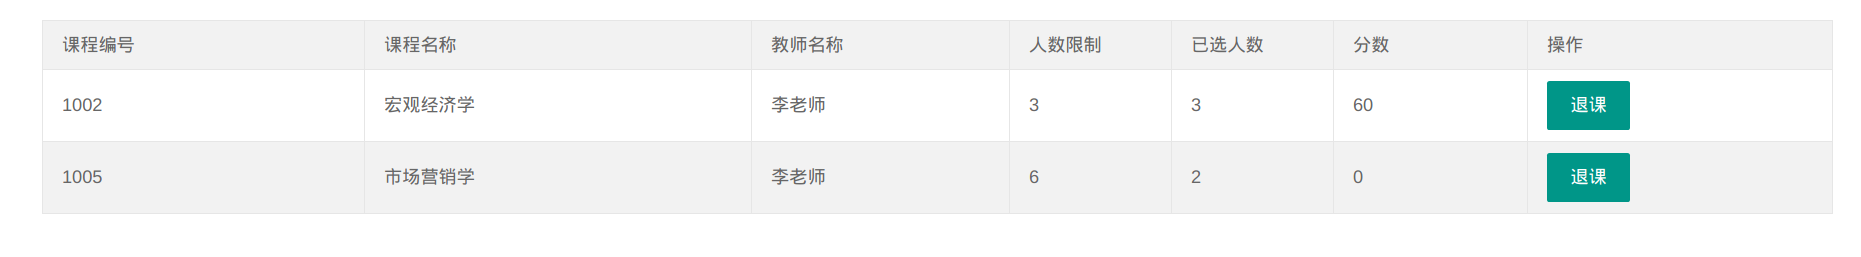 课程编号 课程名称 教师名称 人数限制 已选人数 分数 操作
1002 宏观经济学 李老师 3 3 60 退课
1005 市场营销学 李老师 6 2 0 退课